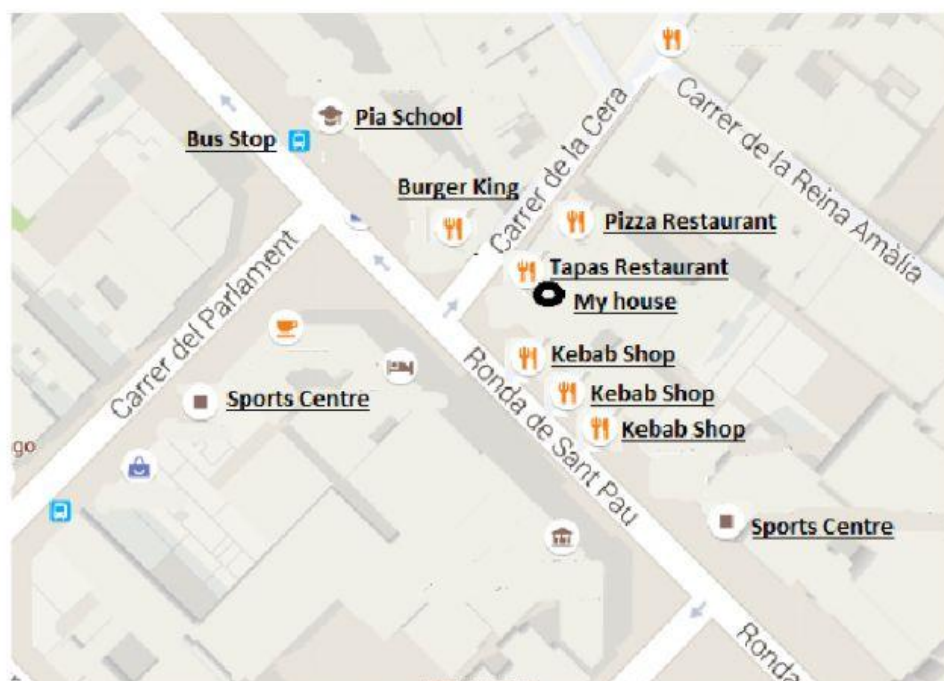 Pia School
Bus Stop
Carrer de la Cera
Carrer de la Reina Amàlia
Burger King
Pizza Restaurant
Carrer del Parlament
Tapas Restaurant
My house
Kebab Shop
Ronda de Sant Pau
Kebab Shop
Sports Centre
Kebab Shop
go
Sports Centre
Ronda